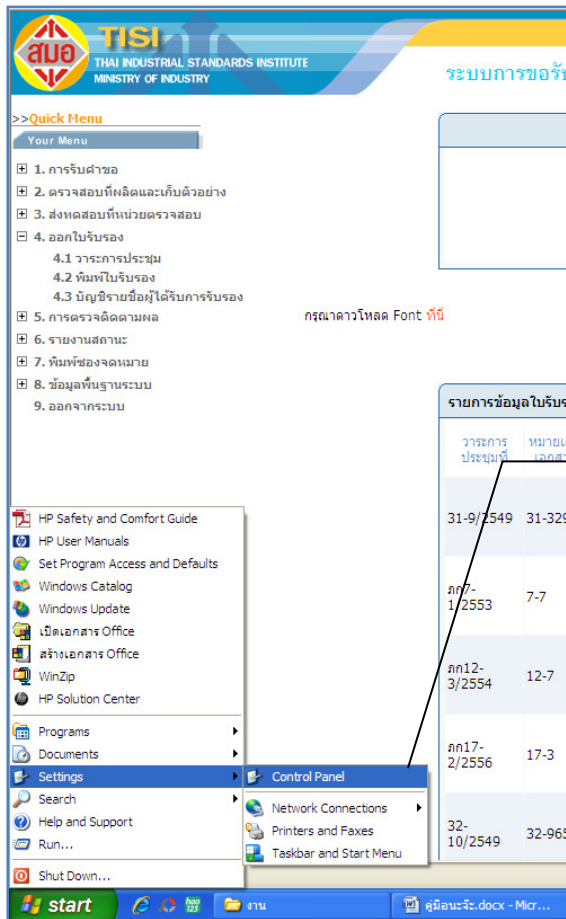 สมอ
TISI
THAI INDUSTRIAL STANDARDS INSTITUTE
MINISTRY OF INDUSTRY
>>Quick Menu
Your Menu
1. การรับคำขอ
2. ตรวจสอบที่ผลิตและเก็บตัวอย่าง
3. ส่งทดสอบที่หน่วยตรวจสอบ
4. ออกใบรับรอง
4.1 วาระการประชุม
4.2 พิมพ์ใบรับรอง
4.3 บัญชีรายชื่อผู้ได้รับการรับรอง
5. การตรวจติดตามผล
6. รายงานสถานะ
7. พิมพ์ซองจดหมาย
8. ข้อมูลพื้นฐานระบบ
9. ออกจากระบบ
ระบบการขอรับ
กรุณาดาวโหลด Font ที่นี่
รายการข้อมูลใบรับร
วาระการ หมายเ
ประชุมที่ เอกสา
31-9/2549 31-329
ภก7-
1/2553 7-7
ภก12-
3/2554 12-7
ภก17-
2/2556 17-3
32-
10/2549 32-965
HP Safety and Comfort Guide
HP User Manuals
Set Program Access and Defaults
Windows Catalog
Windows Update
เปิดเอกสาร Office
สร้างเอกสาร Office
WinZip
HP Solution Center
Programs
Documents
Settings
Search
Help and Support
Run...
Shut Down...
Control Panel
Network Connections
Printers and Faxes
Taskbar and Start Menu
start
hao
123
งาน
คู่มือนะจ๊ะ.docx - Micr...